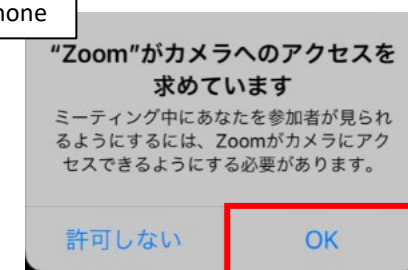 “Zoom”がカメラへのアクセスを
求めています
ミーティング中にあなたを参加者が見られ
るようにするには、Zoomがカメラにアク
セスできるようにする必要があります。
許可しない
OK